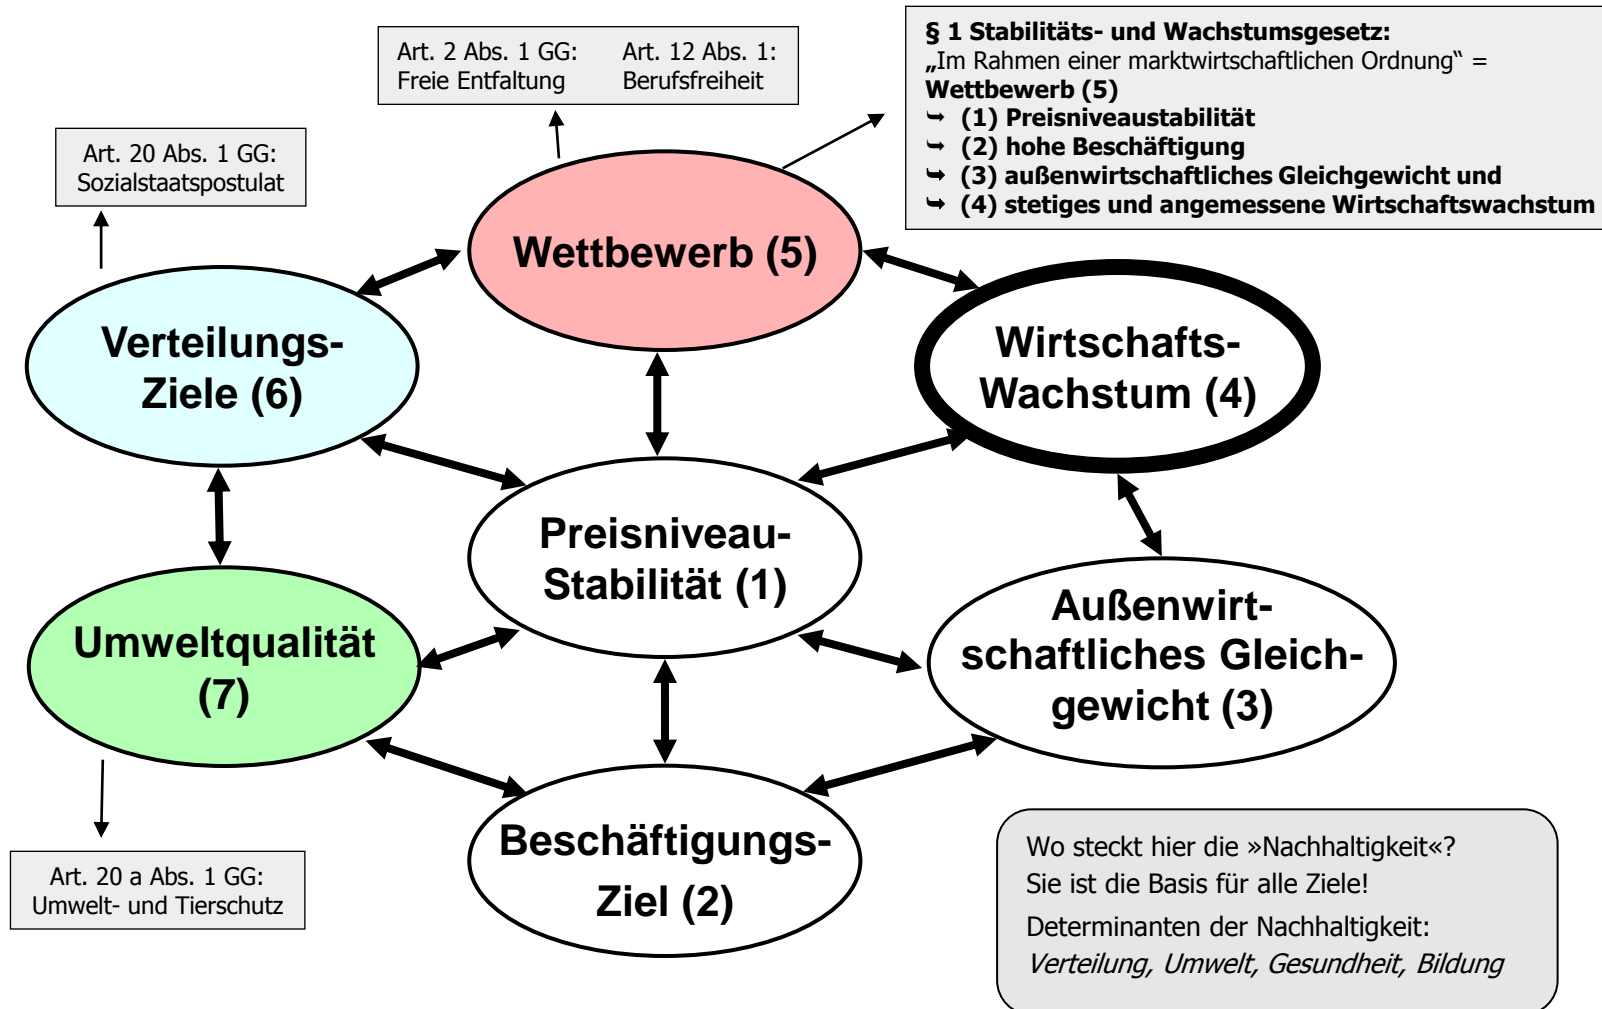 Art. 2 Abs. 1 GG: Art. 12 Abs. 1:
Freie Entfaltung Berufsfreiheit
§ 1 Stabilitäts- und Wachstumsgesetz:
„Im Rahmen einer marktwirtschaftlichen Ordnung“ =
Wettbewerb (5)
➥ (1) Preisniveaustabilität
➥ (2) hohe Beschäftigung
➥ (3) außenwirtschaftliches Gleichgewicht und
➥ (4) stetiges und angemessene Wirtschaftswachstum
Art. 20 Abs. 1 GG:
Sozialstaatspostulat
Wettbewerb (5)
Verteilungs-
Ziele (6)
Wirtschafts-
Wachstum (4)
Preisniveau-
Stabilität (1)
Umweltqualität
(7)
Außenwirt-
schaftliches Gleich-
gewicht (3)
Beschäftigungs-
Ziel (2)
Art. 20 a Abs. 1 GG:
Umwelt- und Tierschutz
Wo steckt hier die »Nachhaltigkeit«?
Sie ist die Basis für alle Ziele!
Determinanten der Nachhaltigkeit:
Verteilung, Umwelt, Gesundheit, Bildung